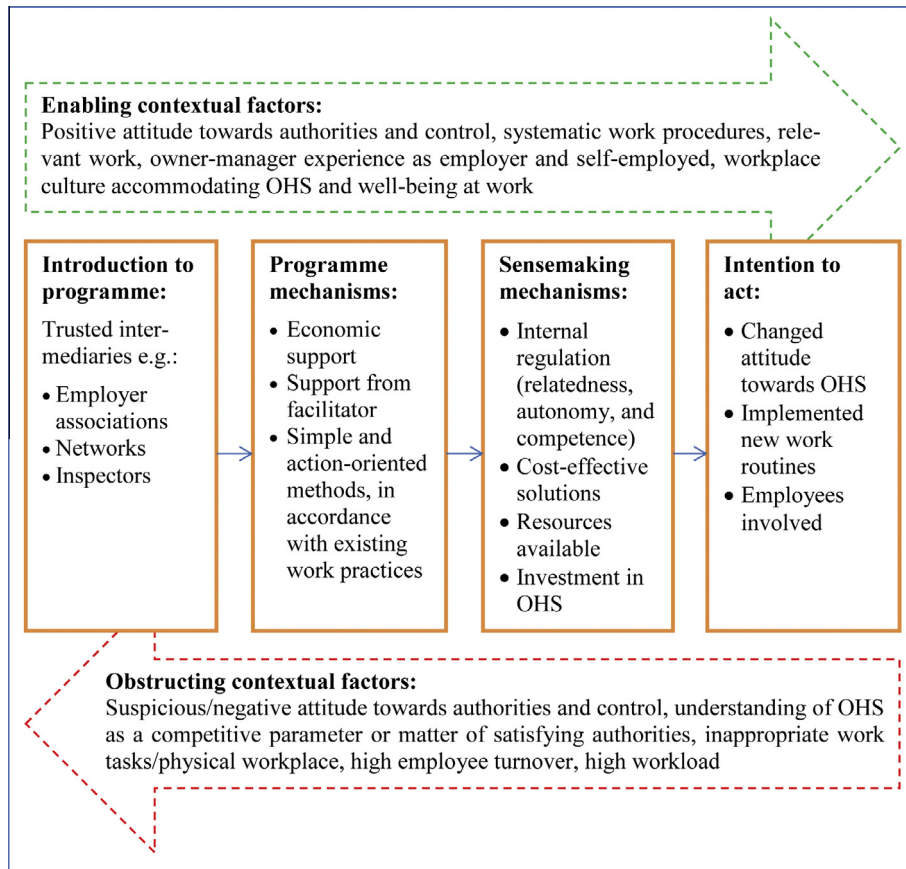 Enabling contextual factors:
Positive attitude towards authorities and control, systematic work procedures, rele-
vant work, owner-manager experience as employer and self-employed, workplace
culture accommodating OHS and well-being at work
Introduction to
programme:
Trusted inter-
mediaries e.g.:
• Employer
associations
• Networks
• Inspectors
Programme
mechanisms:
• Economic
support
• Support from
facilitator
• Simple and
action-oriented
methods, in
accordance
with existing
work practices
Sensemaking
mechanisms:
• Internal
regulation
(relatedness,
autonomy, and
competence)
• Cost-effective
solutions
• Resources
available
• Investment in
OHS
Intention to
act:
• Changed
attitude
towards OHS
• Implemented
new work
routines
• Employees
involved
Obstructing contextual factors:
Suspicious/negative attitude towards authorities and control, understanding of OHS
as a competitive parameter or matter of satisfying authorities, inappropriate work
tasks/physical workplace, high employee turnover, high workload